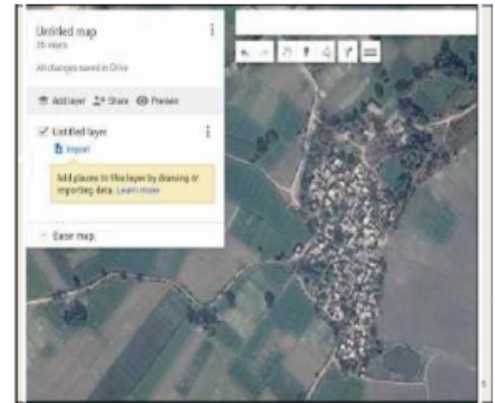 Untitled map
All changes saved in Drive
Add layer Share Preview
Untitled layer
Import
Add places to this layer by drawing or
importing data. Learn more
Base map